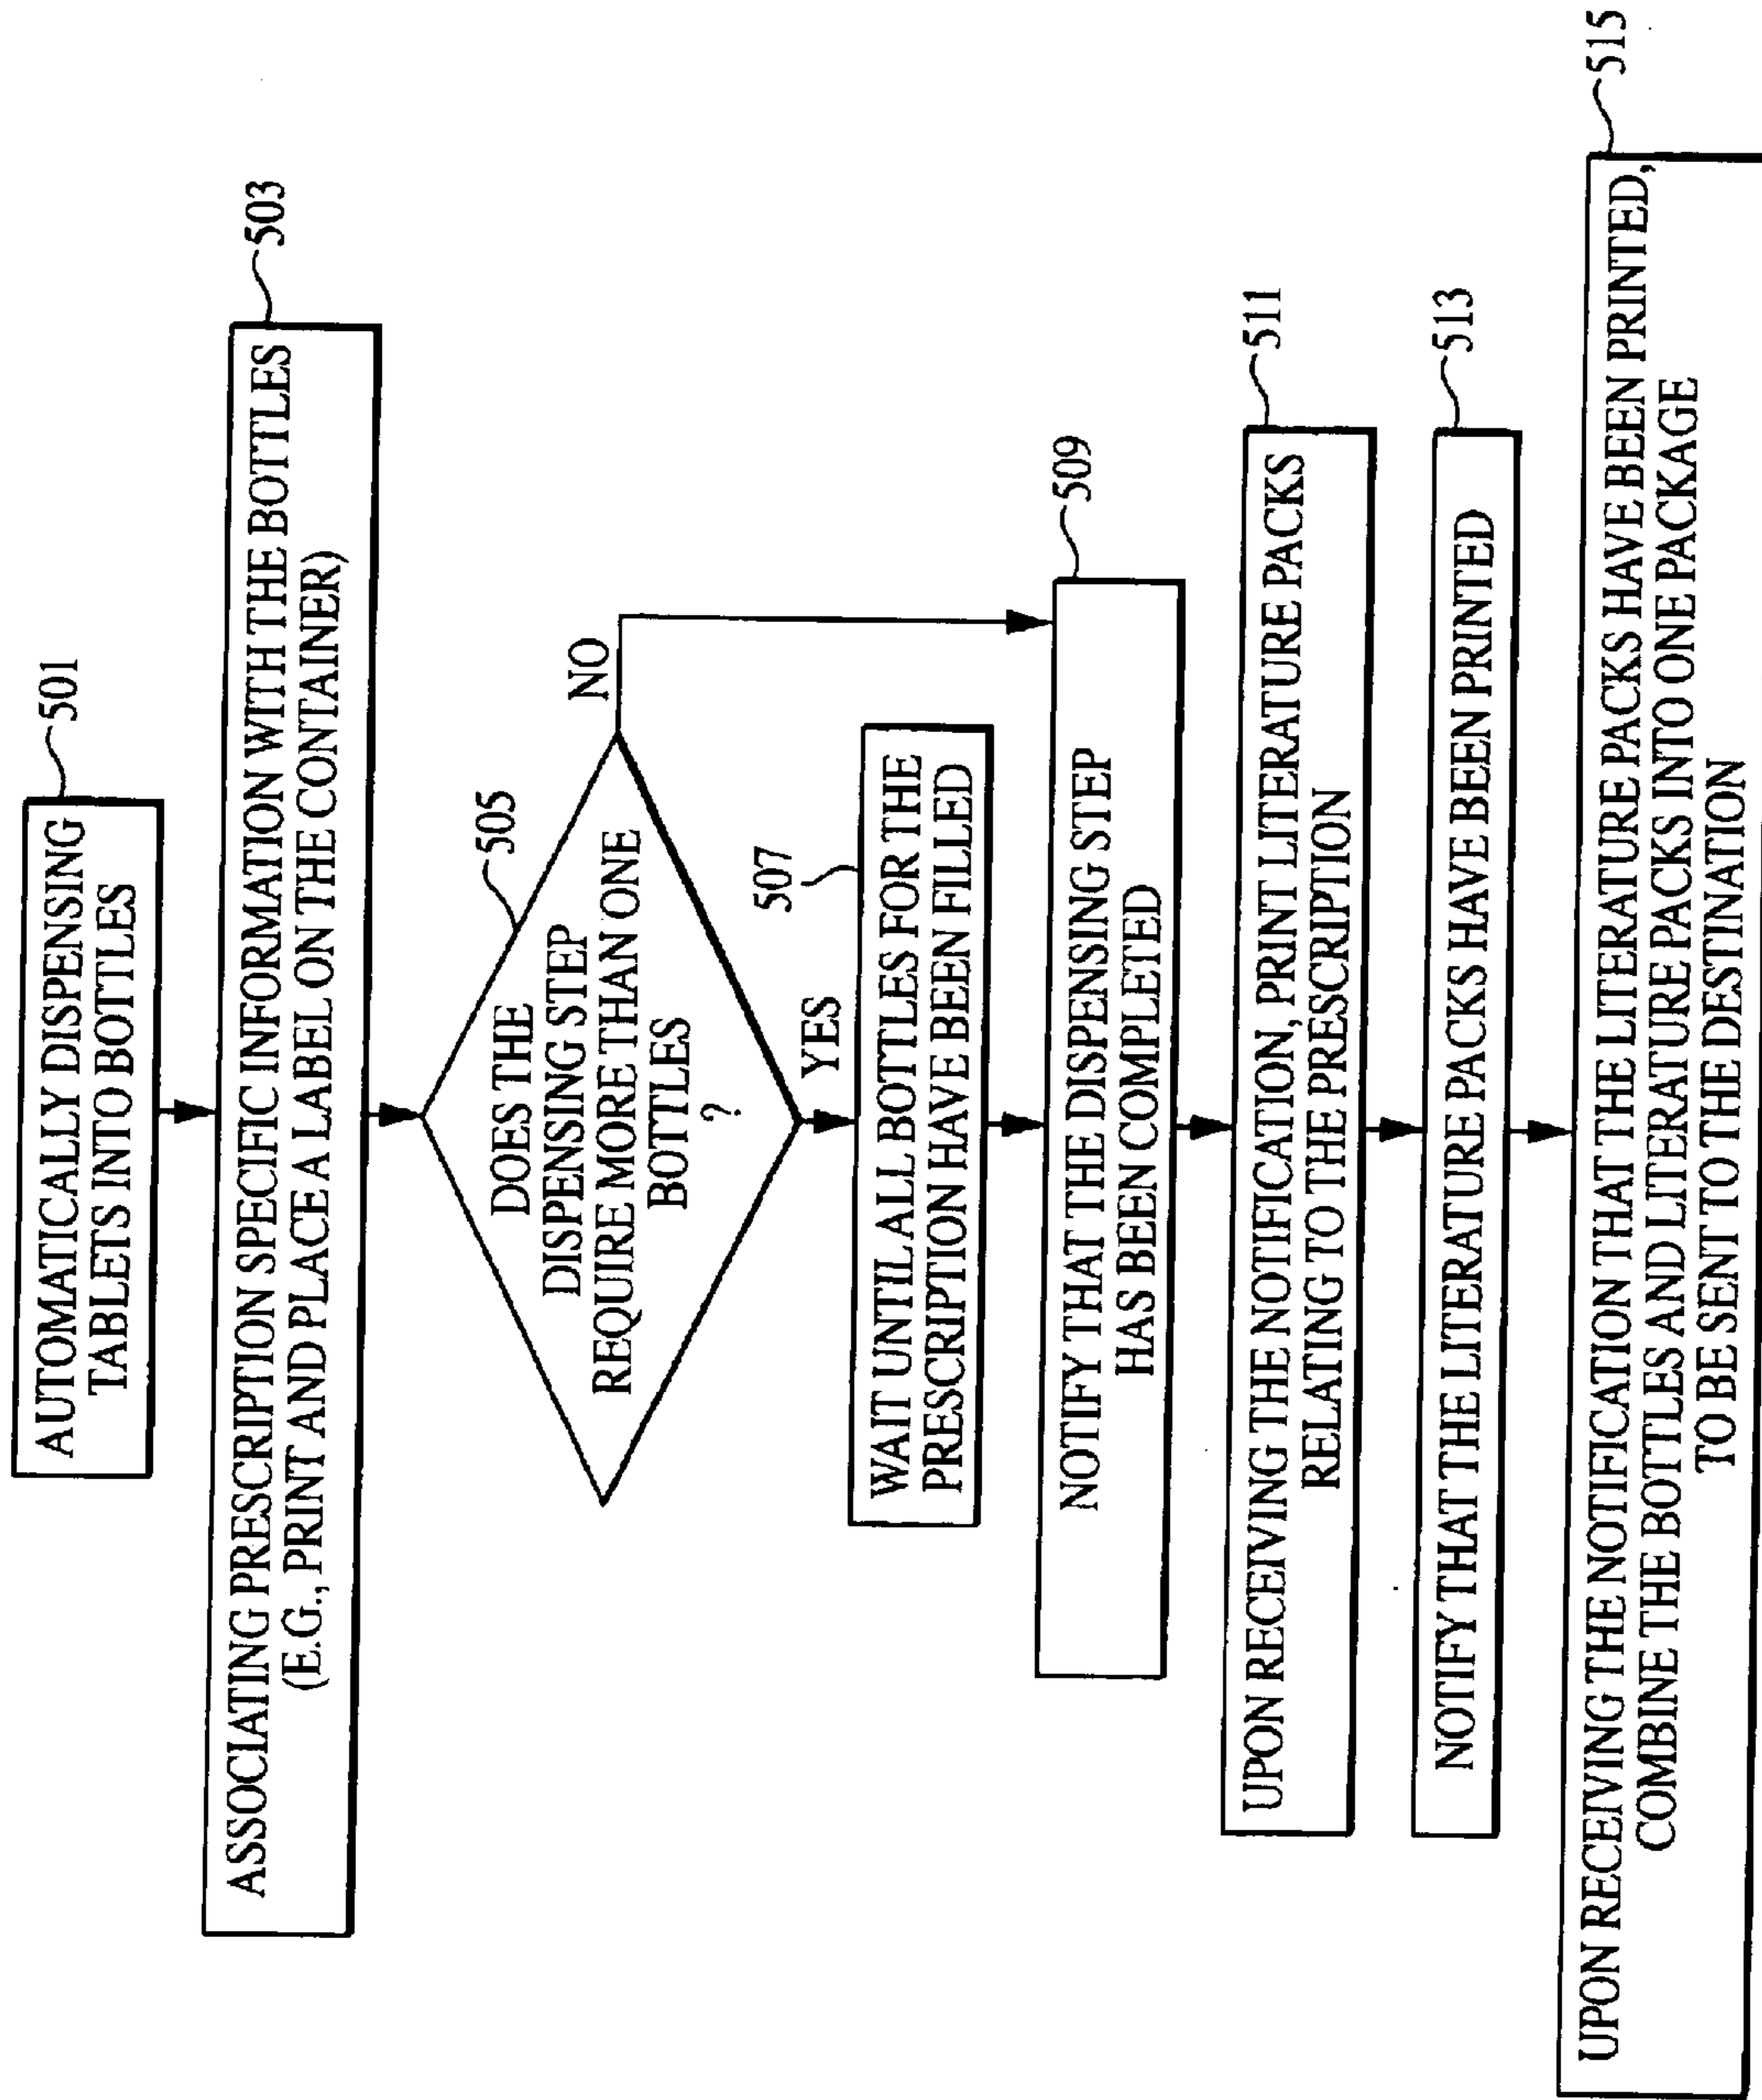 AUTOMATICALLY DISPENSING
TABLETS INTO BOTTLES
501
ASSOCIATING PRESCRIPTION SPECIFIC INFORMATION WITH THE BOTTLES
(E.G., PRINT AND PLACE A LABEL ON THE CONTAINER)
503
DOES THE
DISPENSING STEP
REQUIRE MORE THAN ONE
BOTTLES
?
505
NO
YES
507
WAIT UNTIL ALL BOTTLES FOR THE
PRESCRIPTION HAVE BEEN FILLED
NOTIFY THAT THE DISPENSING STEP
HAS BEEN COMPLETED
509
UPON RECEIVING THE NOTIFICATION, PRINT LITERATURE PACKS
RELATING TO THE PRESCRIPTION
511
NOTIFY THAT THE LITERATURE PACKS HAVE BEEN PRINTED
513
UPON RECEIVING THE NOTIFICATION THAT THE LITERATURE PACKS HAVE BEEN PRINTED,
COMBINE THE BOTTLES AND LITERATURE PACKS INTO ONE PACKAGE
TO BE SENT TO THE DESTINATION
515